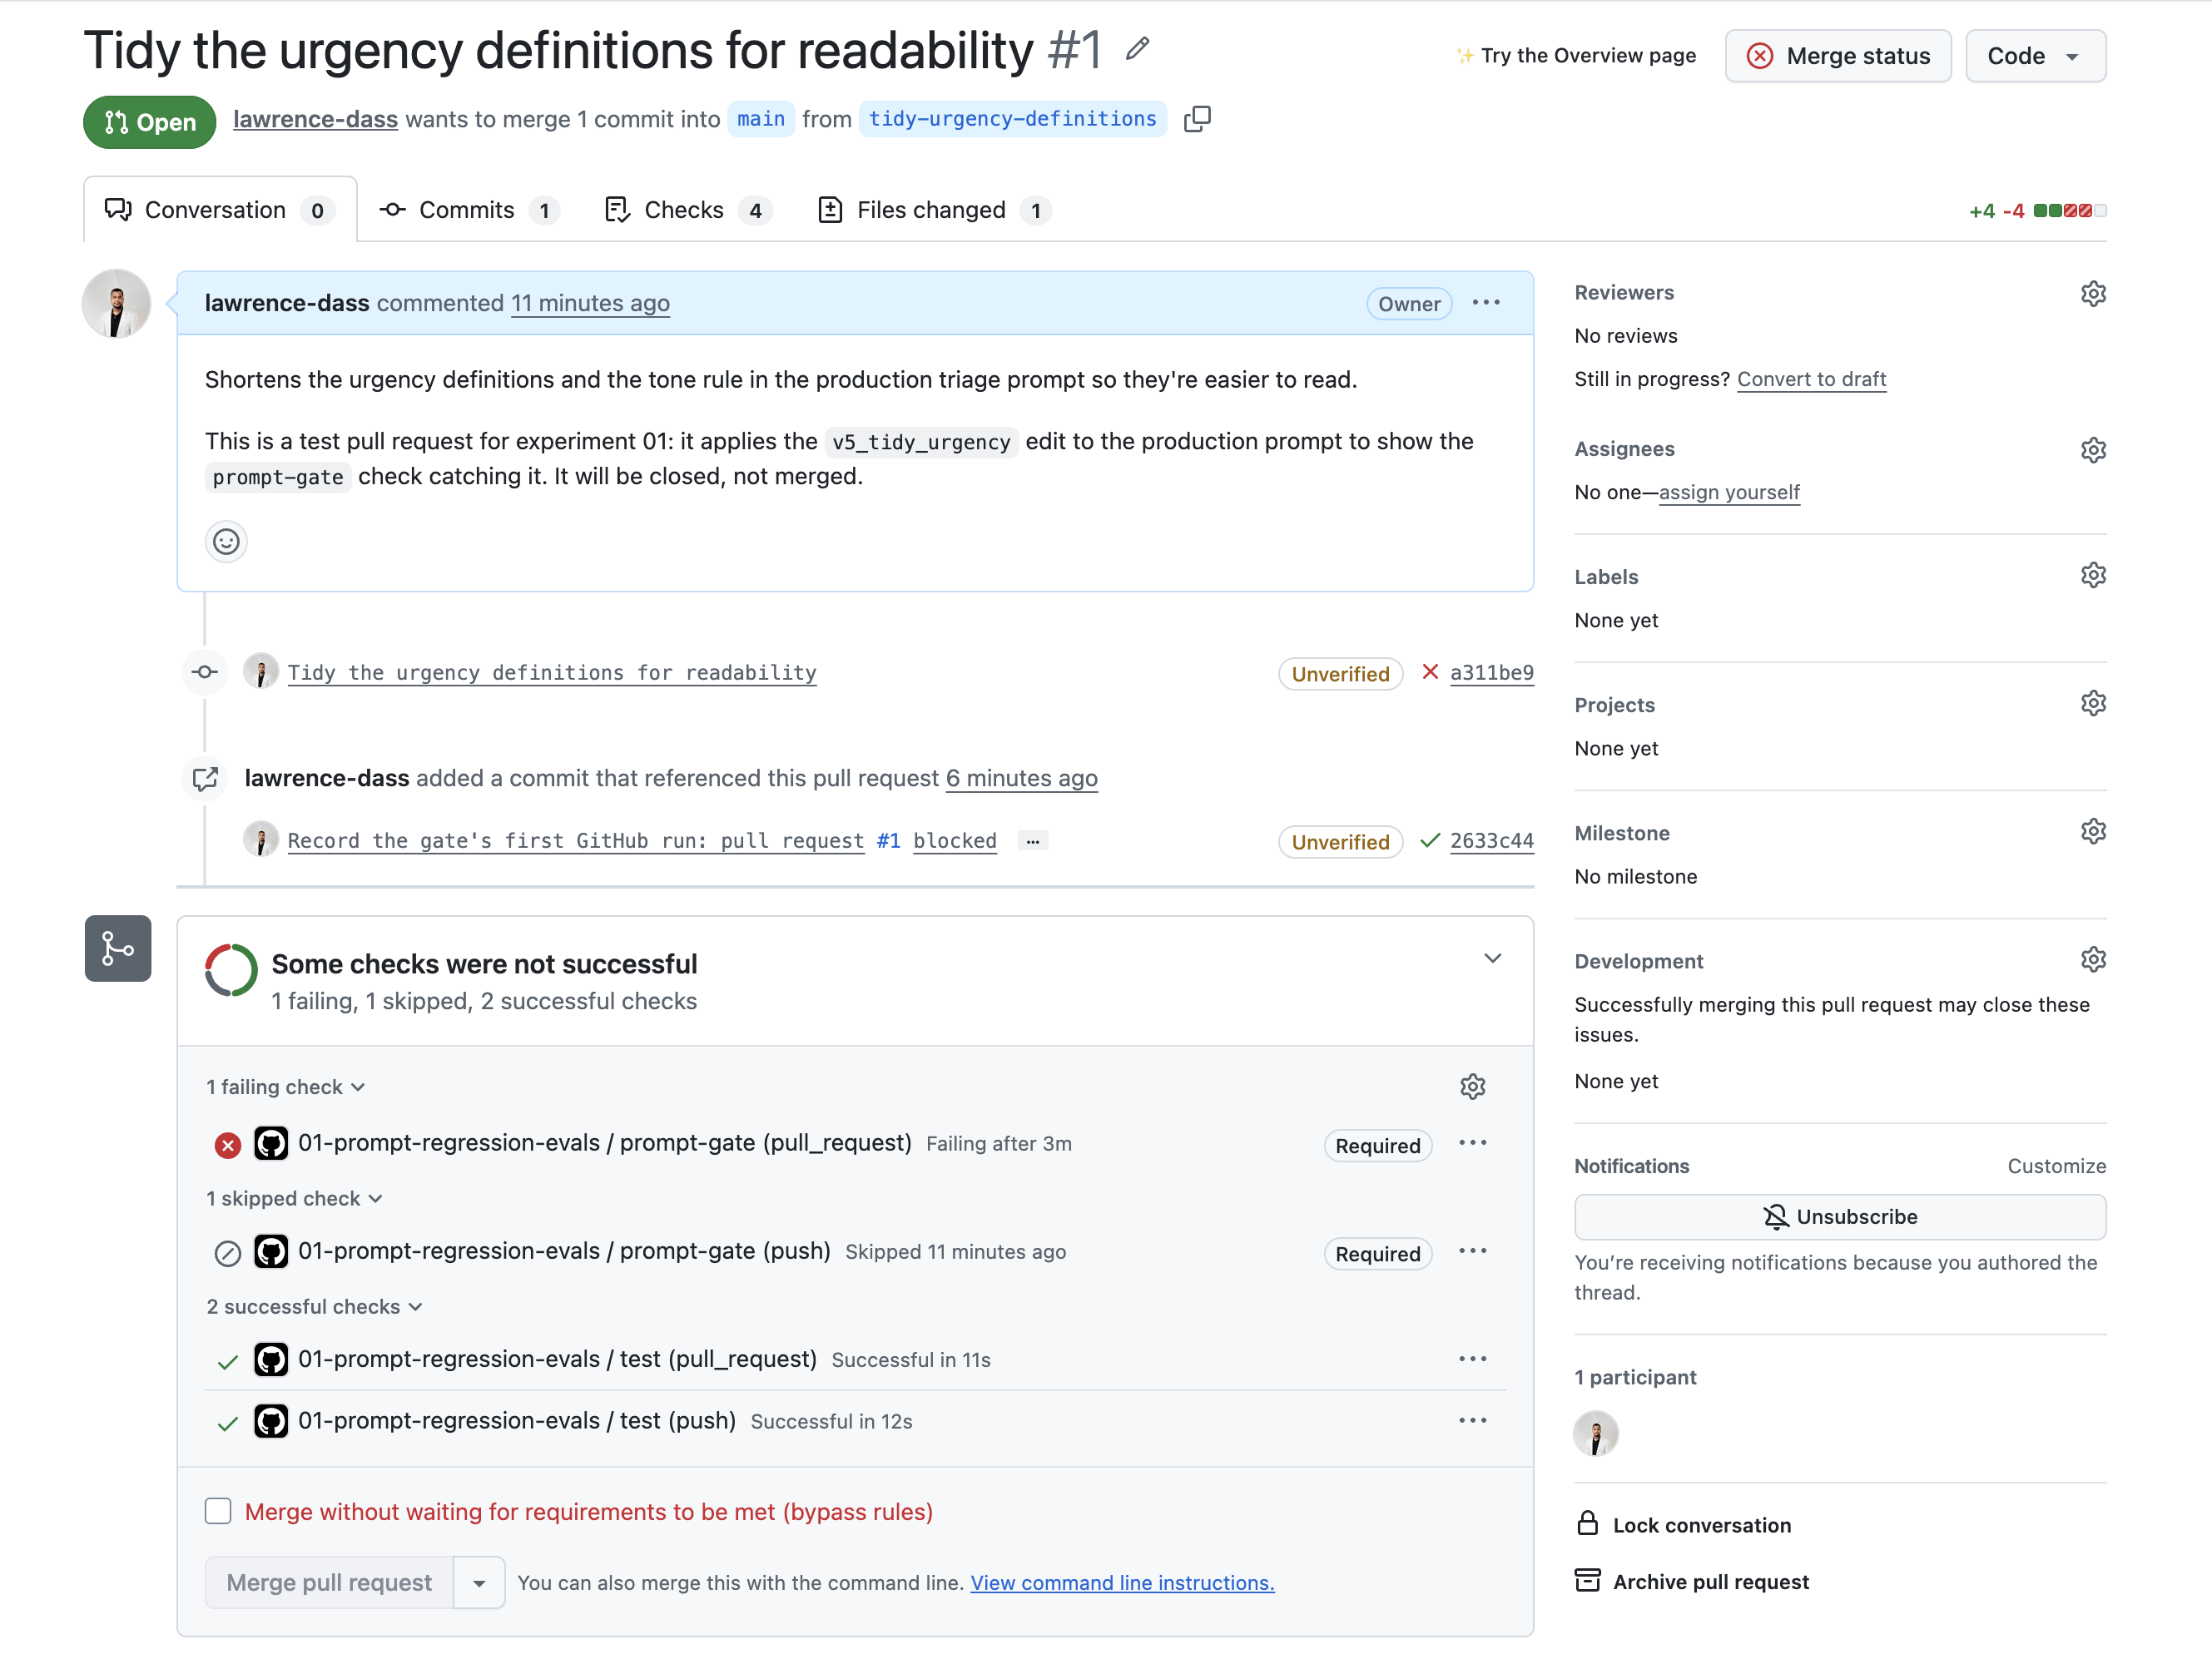 Tidy the urgency definitions for readability #1
Try the Overview page
Merge status
Code
Open
lawrence-dass wants to merge 1 commit into main from tidy-urgency-definitions
Conversation 0
Commits 1
Checks 4
Files changed 1
+4 -4
lawrence-dass commented 11 minutes ago
Owner
Shortens the urgency definitions and the tone rule in the production triage prompt so they're easier to read.
This is a test pull request for experiment 01: it applies the v5_tidy_urgency edit to the production prompt to show the
prompt-gate check catching it. It will be closed, not merged.
Tidy the urgency definitions for readability
Unverified
a311be9
lawrence-dass added a commit that referenced this pull request 6 minutes ago
Record the gate's first GitHub run: pull request #1 blocked
Unverified
2633c44
Some checks were not successful
1 failing, 1 skipped, 2 successful checks
1 failing check
01-prompt-regression-evals / prompt-gate (pull_request) Failing after 3m
Required
1 skipped check
01-prompt-regression-evals / prompt-gate (push) Skipped 11 minutes ago
Required
2 successful checks
01-prompt-regression-evals / test (pull_request) Successful in 11s
01-prompt-regression-evals / test (push) Successful in 12s
Merge without waiting for requirements to be met (bypass rules)
Merge pull request
You can also merge this with the command line. View command line instructions.
Reviewers
No reviews
Still in progress? Convert to draft
Assignees
No one—assign yourself
Labels
None yet
Projects
None yet
Milestone
No milestone
Development
Successfully merging this pull request may close these
issues.
None yet
Notifications
Customize
Unsubscribe
You’re receiving notifications because you authored the
thread.
1 participant
Lock conversation
Archive pull request